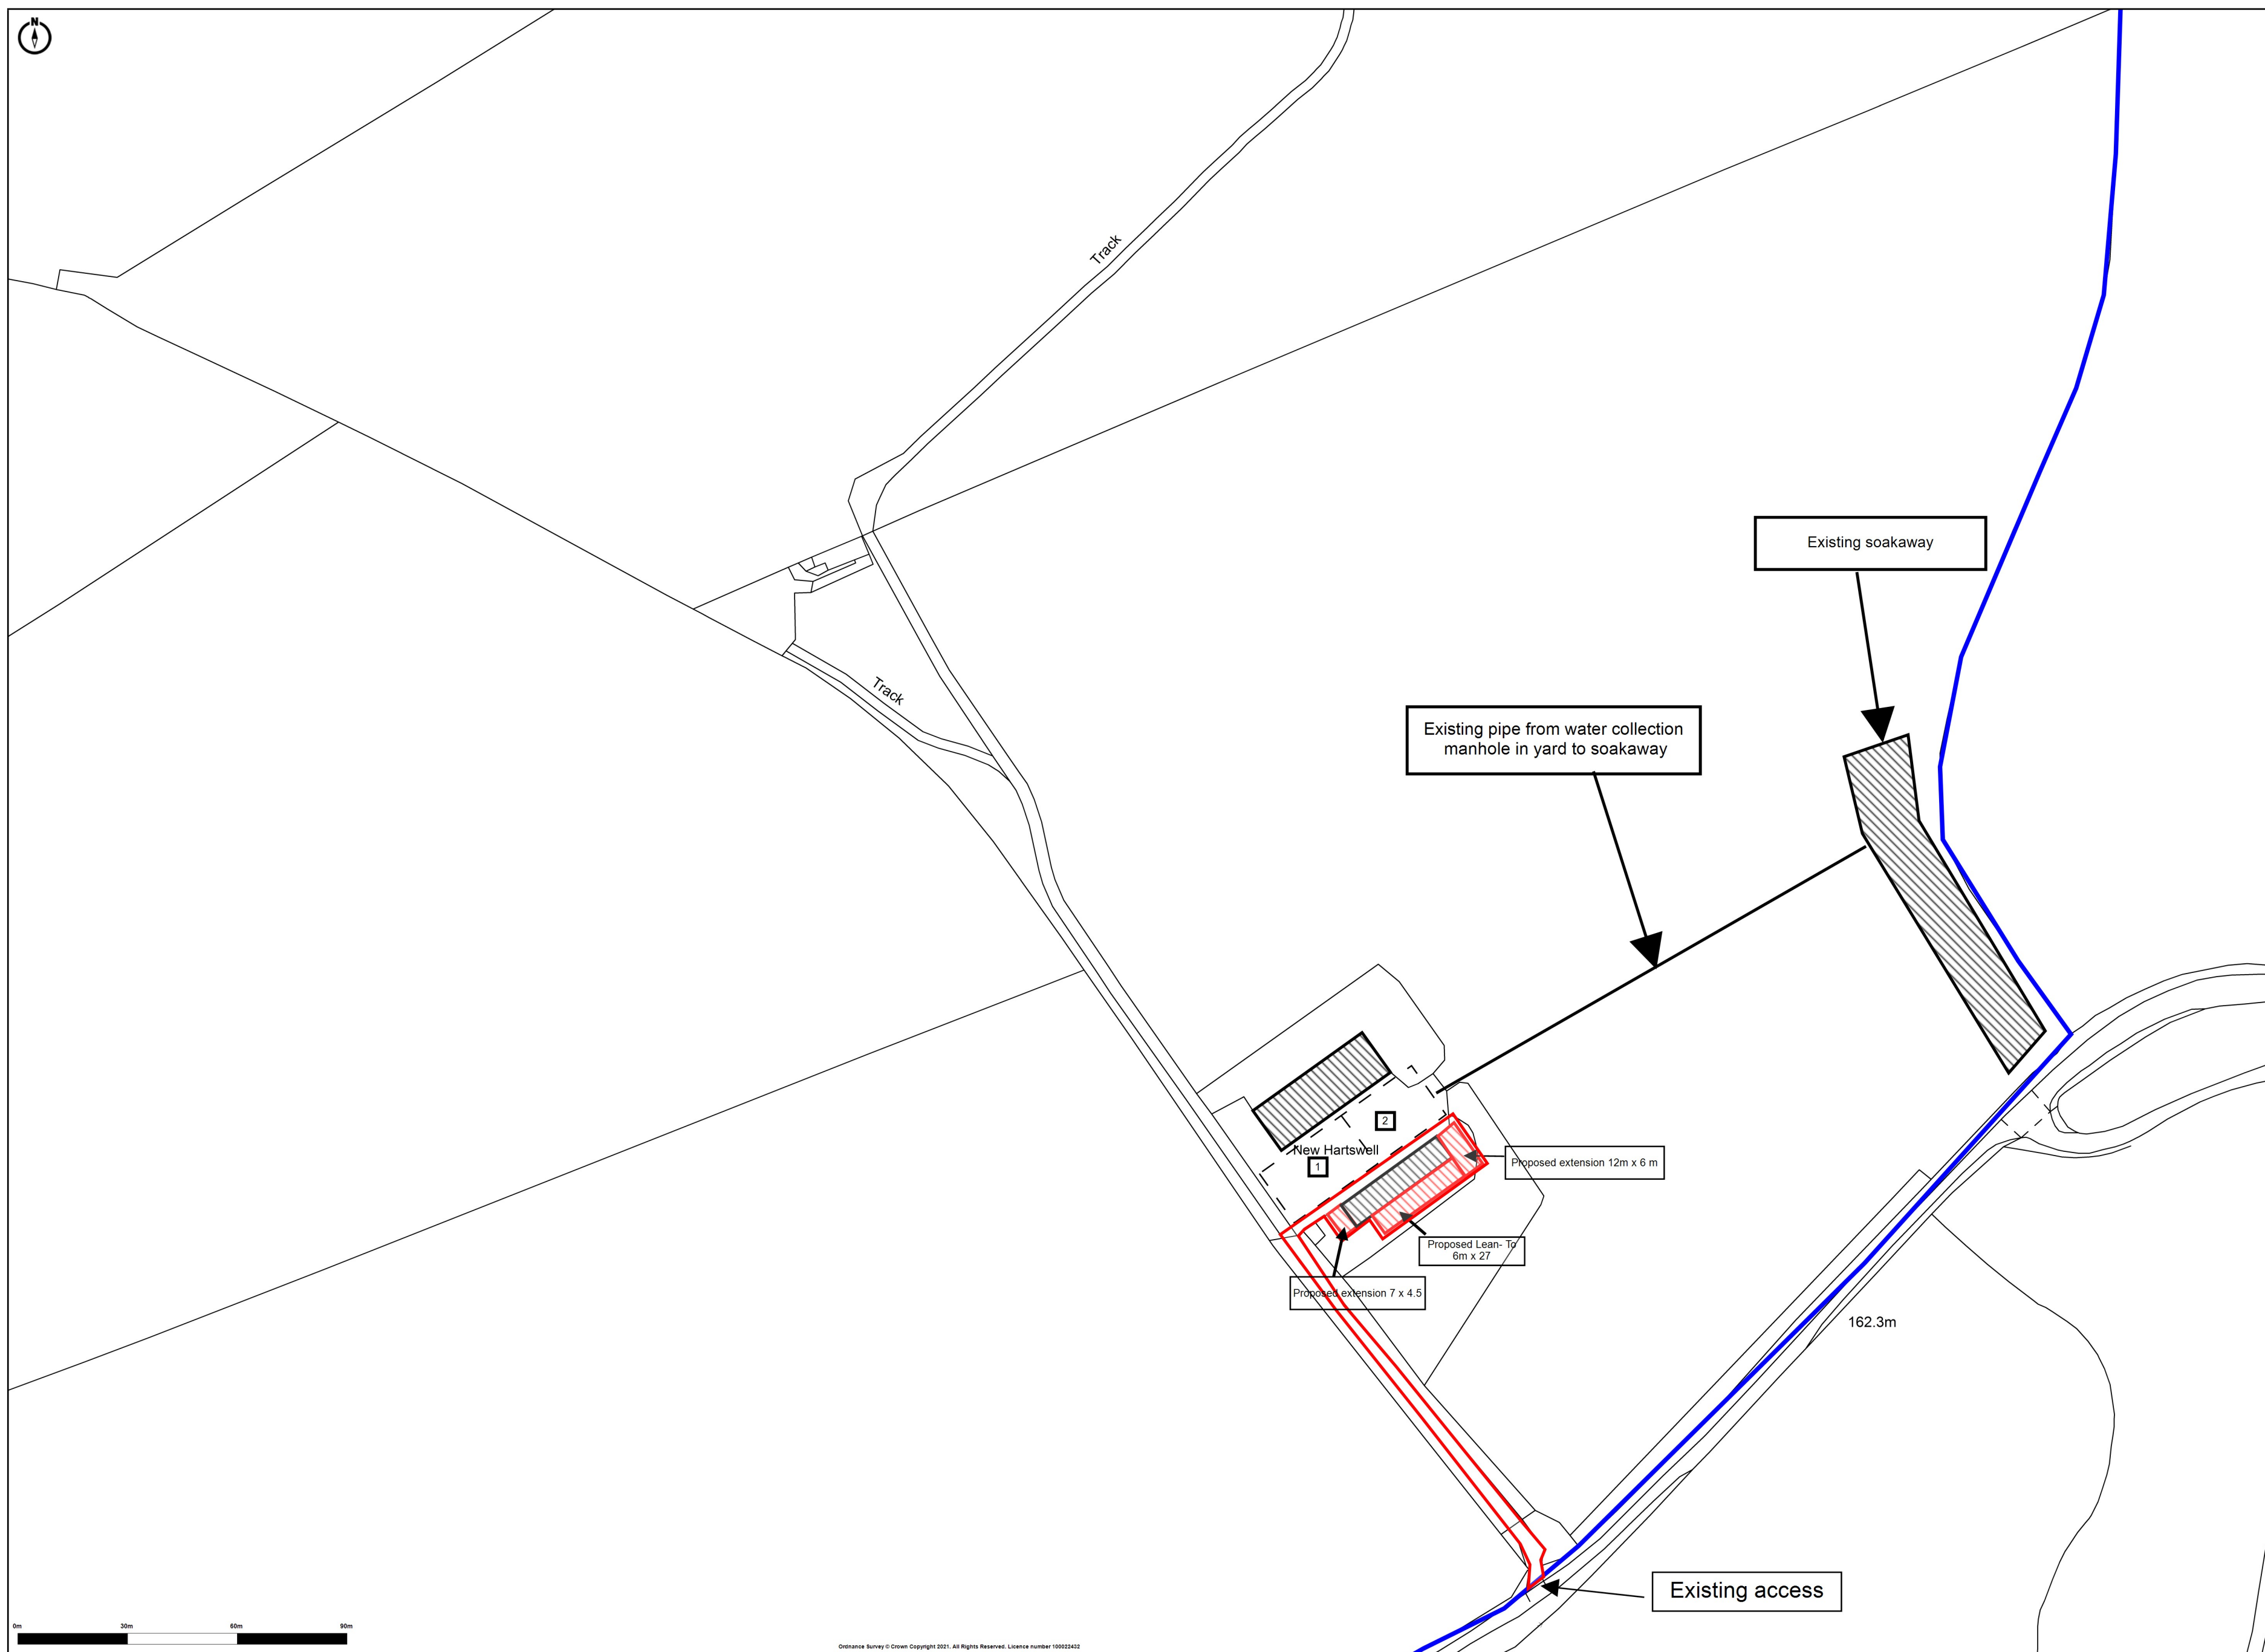 N
Track
Existing soakaway
Track
Existing pipe from water collection
manhole in yard to soakaway
2
New Hartswell
1
Proposed extension 12m x 6 m
Proposed Lean- To
6m x 27
Proposed extension 7 x 4.5
162.3m
Existing access
0m 30m 60m 90m
Ordnance Survey © Crown Copyright 2021. All Rights Reserved. Licence number 100022432